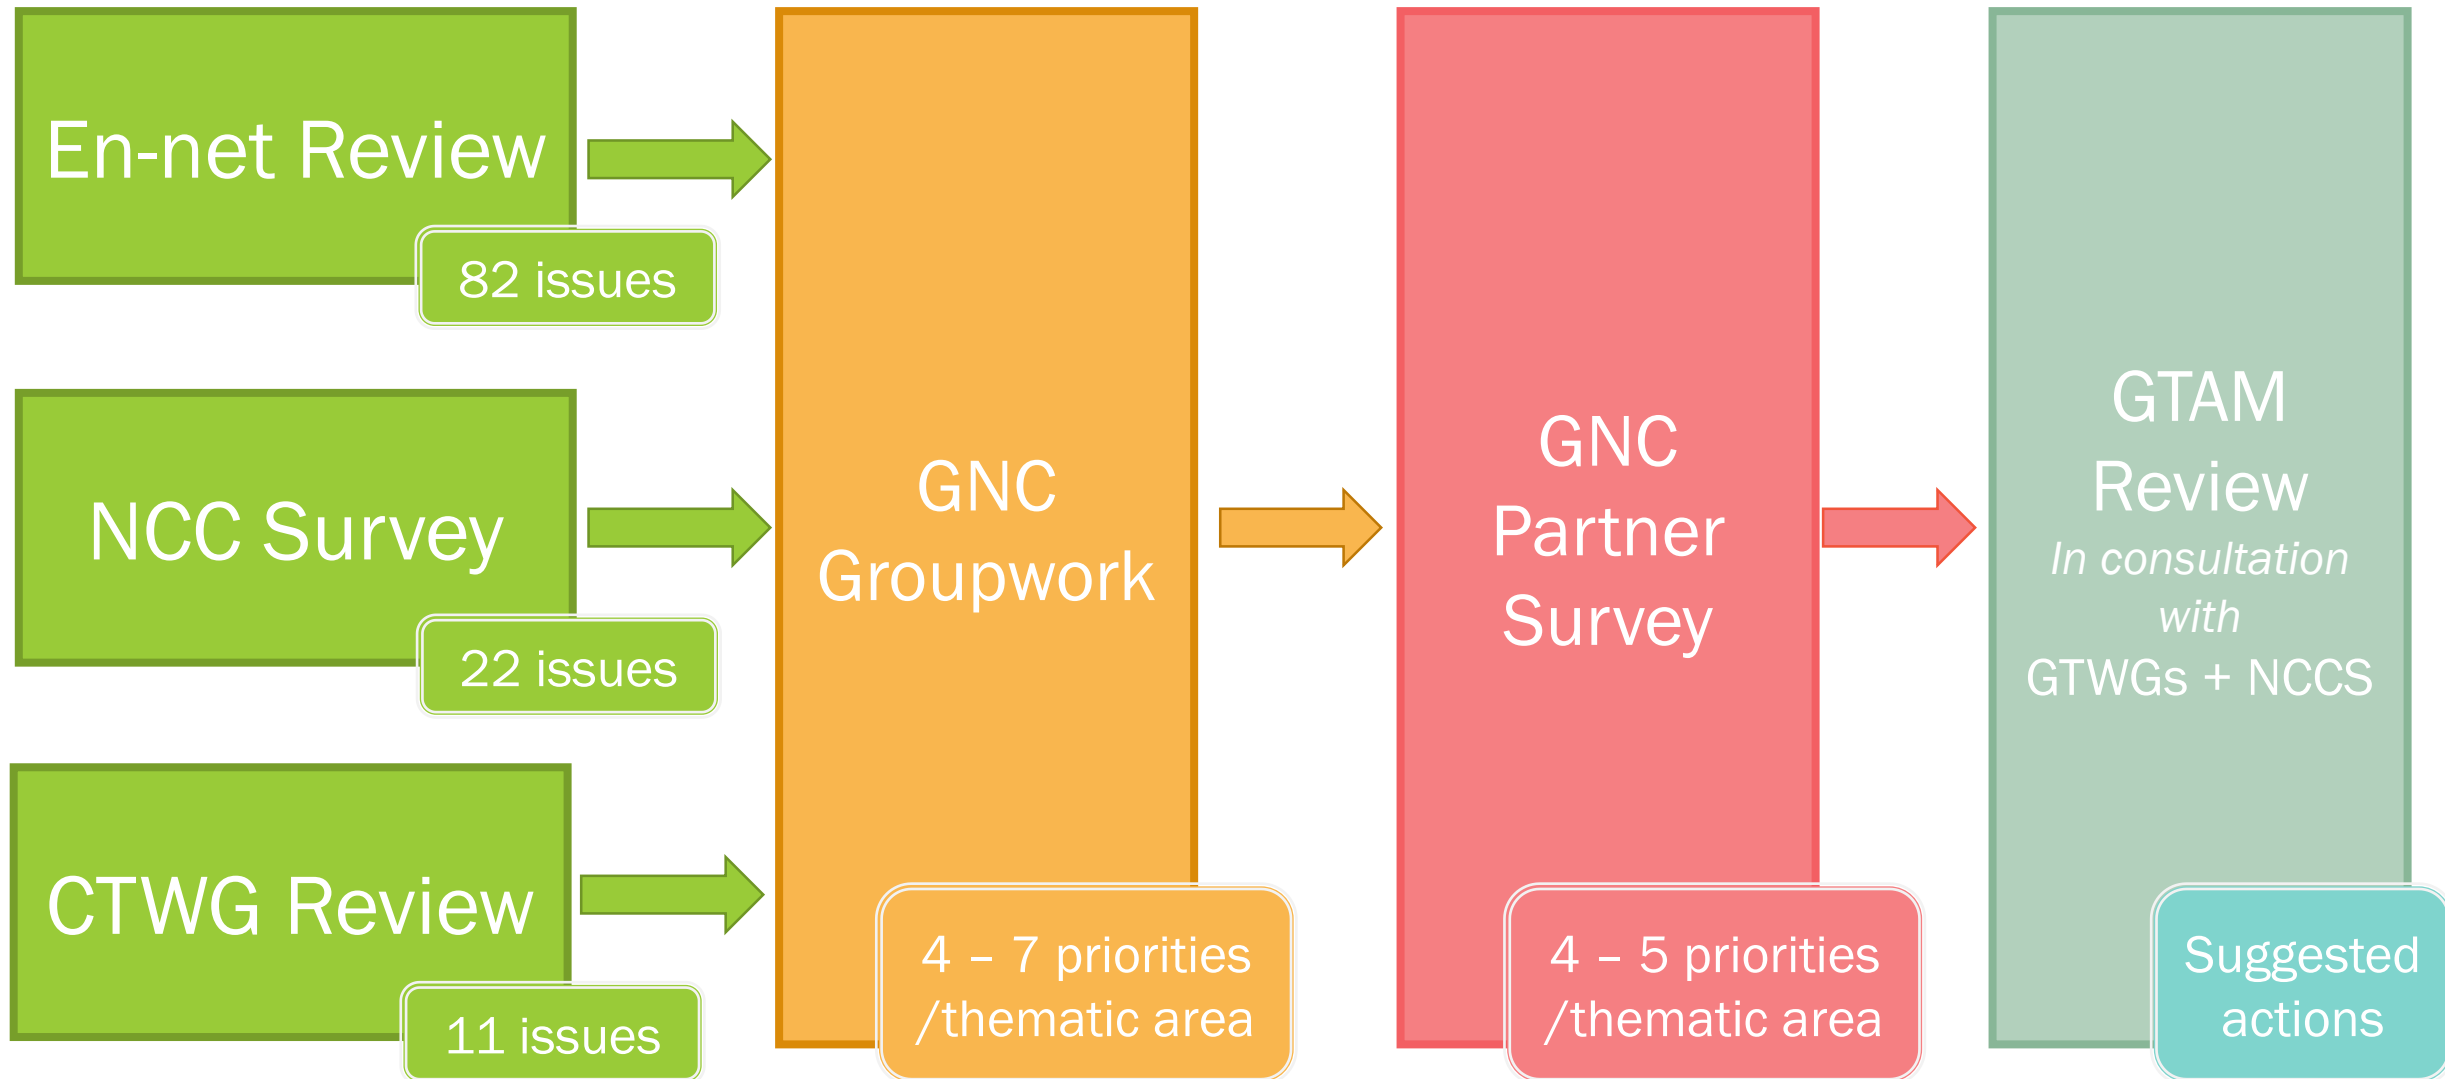 En-net Review
82 issues
NCC Survey
22 issues
CTWG Review
11 issues
GNC
Groupwork
4 – 7 priorities
/thematic area
GNC
Partner
Survey
4 – 5 priorities
/thematic area
GTAM
Review
In consultation
with
GTWGs + NCCS
Suggested
actions